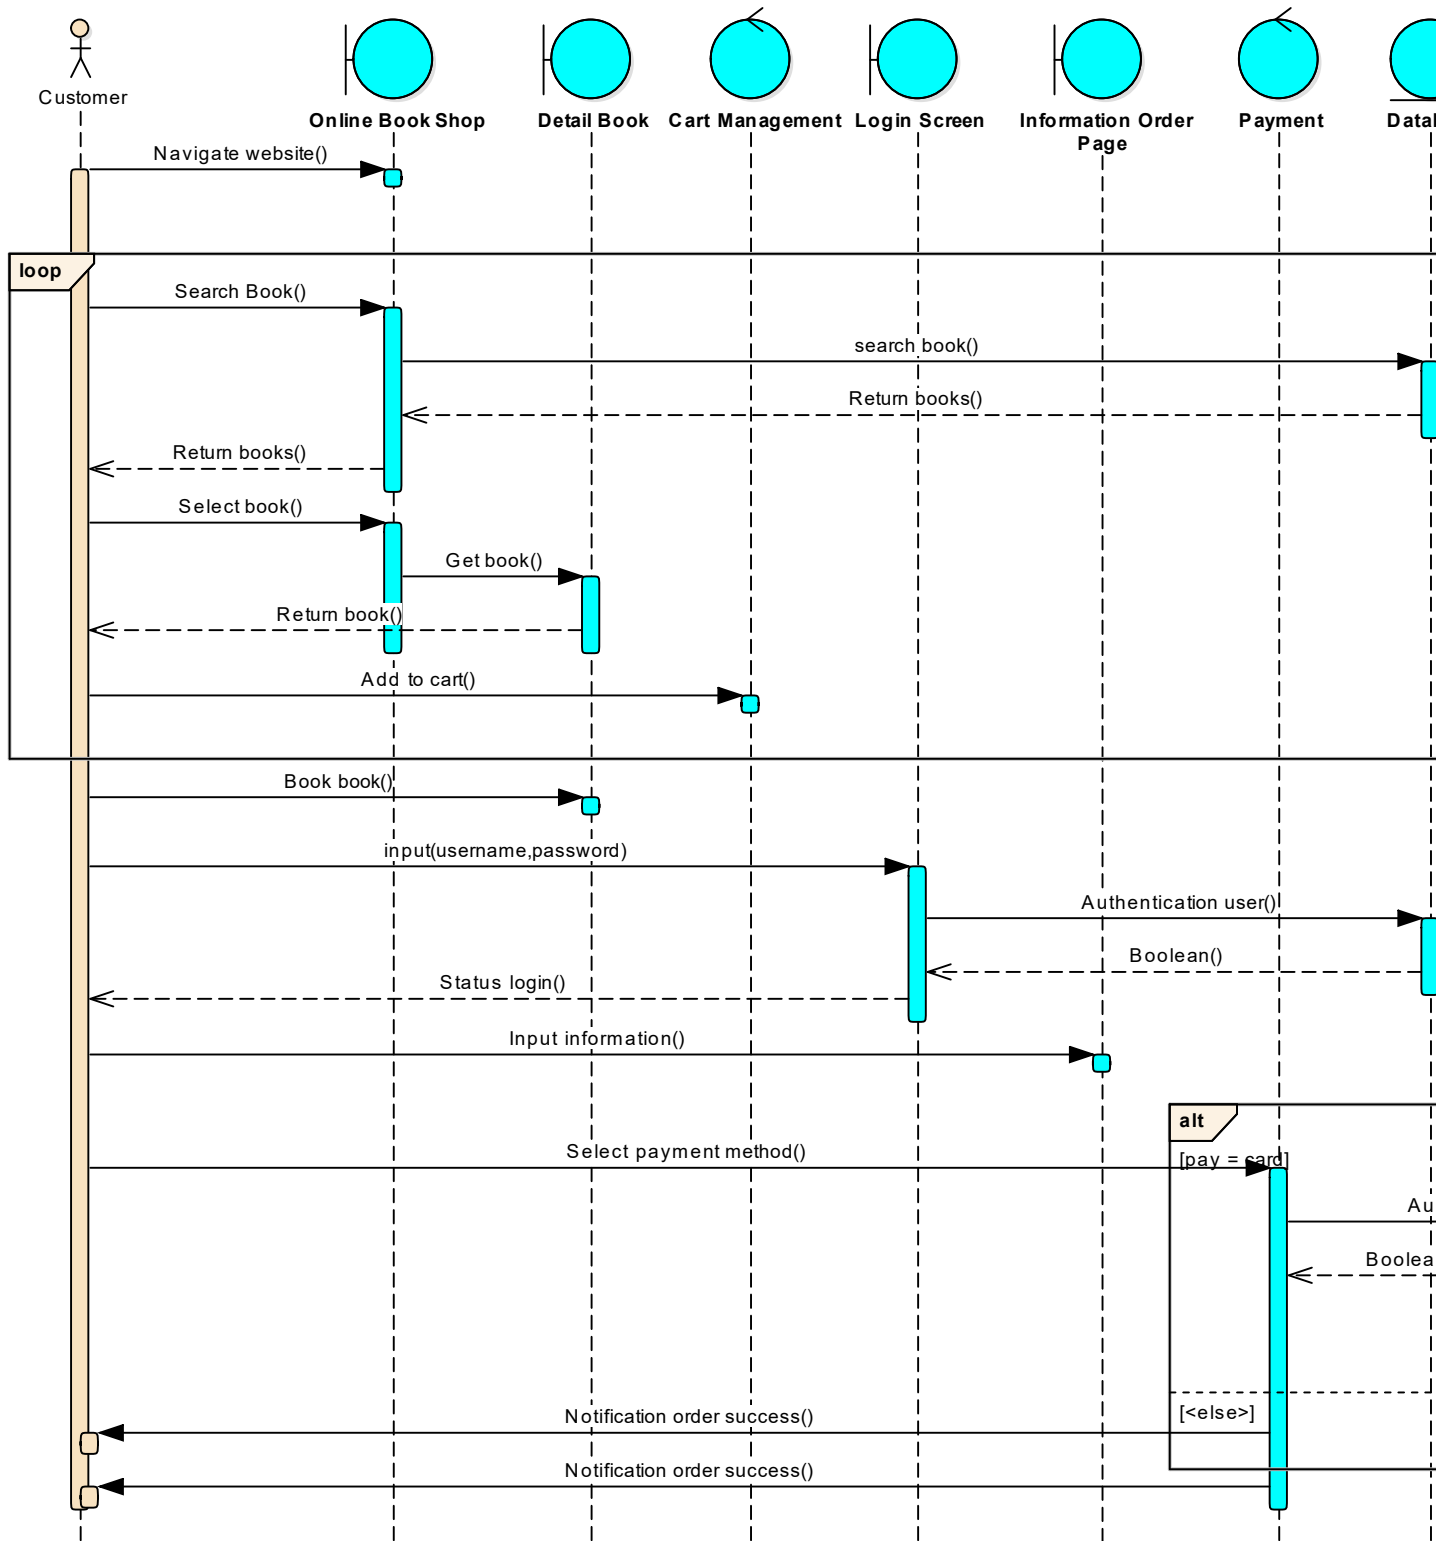 Customer
Online Book Shop
Detail Book
Cart Management
Login Screen
Information Order
Page
Payment
Navigate website()
loop
Search Book()
search book()
Return books()
Return books()
Select book()
Get book()
Return book()
Add to cart()
Book book()
input(username,password)
Authentication user()
Boolean()
Status login()
Input information()
alt
Select payment method()
[pay = card]
Notification order success()
[<else>]
Notification order success()